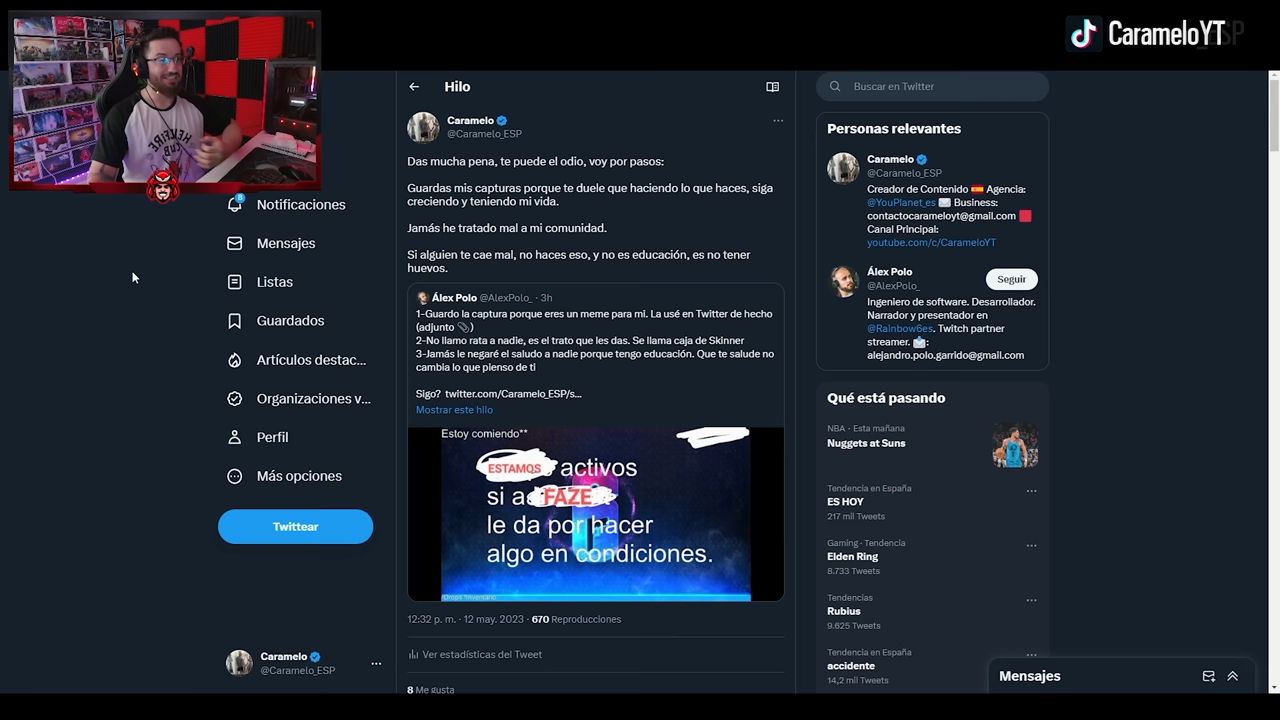 CarameloYT
Notificaciones
8
Mensajes
Listas
Guardados
Artículos destac...
Organizaciones v...
Perfil
Más opciones
Twittear
Caramelo
@Caramelo_ESP
Hilo
Caramelo
@Caramelo_ESP
Das mucha pena, te puede el odio, voy por pasos:
Guardas mis capturas porque te duele que haciendo lo que haces, siga
creciendo y teniendo mi vida.
Jamás he tratado mal a mi comunidad.
Si alguien te cae mal, no haces eso, y no es educación, es no tener
huevos.
Álex Polo @AlexPolo_ · 3h
1-Guardo la captura porque eres un meme para mi. La usé en Twitter de hecho
(adjunto 📎)
2-No llamo rata a nadie, es el trato que les das. Se llama caja de Skinner
3-Jamás le negaré el saludo a nadie porque tengo educación. Que te salude no
cambia lo que pienso de ti
Sigo? twitter.com/Caramelo_ESP/s...
Mostrar este hilo
Estoy comiendo**
ESTAMOS activos
si a FAZE
le da por hacer
algo en condiciones.
12:32 p. m. · 12 may. 2023 · 670 Reproducciones
Ver estadísticas del Tweet
8 Me gusta
Buscar en Twitter
Personas relevantes
Caramelo
@Caramelo_ESP
Creador de Contenido 🇪🇸 Agencia:
@YouPlanet_es ✉️ Business:
contactocarameloyt@gmail.com 🟥
Canal Principal:
youtube.com/c/CarameloYT
Álex Polo
@AlexPolo_
Seguir
Ingeniero de software. Desarrollador.
Narrador y presentador en
@Rainbow6es. Twitch partner
streamer. 📩:
alejandro.polo.garrido@gmail.com
Qué está pasando
NBA · Esta mañana
Nuggets at Suns
Tendencia en España
ES HOY
217 mil Tweets
Gaming · Tendencia
Elden Ring
8.733 Tweets
Tendencias
Rubius
9.625 Tweets
Tendencia en España
accidente
14,2 mil Tweets
Mensajes